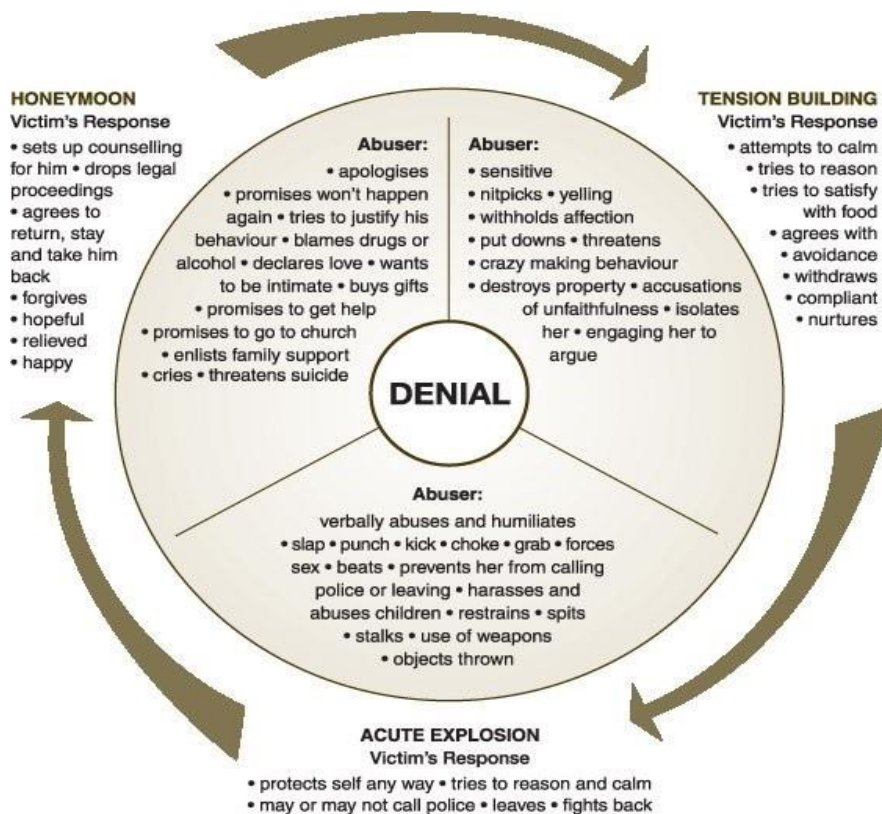 HONEYMOON
Victim's Response
• sets up counselling
for him • drops legal
proceedings
• agrees to
return, stay
and take him
back
• forgives
• hopeful
• relieved
• happy
Abuser:
• apologises
• promises won't happen
again • tries to justify his
behaviour • blames drugs or
alcohol • declares love • wants
to be intimate • buys gifts
• promises to get help
• promises to go to church
• enlists family support
• cries • threatens suicide
Abuser:
• sensitive
• nitpicks • yelling
• withholds affection
• put downs • threatens
• crazy making behaviour
• destroys property • accusations
of unfaithfulness • isolates
her • engaging her to
argue
TENSION BUILDING
Victim's Response
• attempts to calm
• tries to reason
• tries to satisfy
with food
• agrees with
• avoidance
• withdraws
• compliant
• nurtures
DENIAL
Abuser:
verbally abuses and humiliates
• slap • punch • kick • choke • grab • forces
sex • beats • prevents her from calling
police or leaving • harasses and
abuses children • restrains • spits
• stalks • use of weapons
• objects thrown
ACUTE EXPLOSION
Victim's Response
• protects self any way • tries to reason and calm
• may or may not call police • leaves • fights back